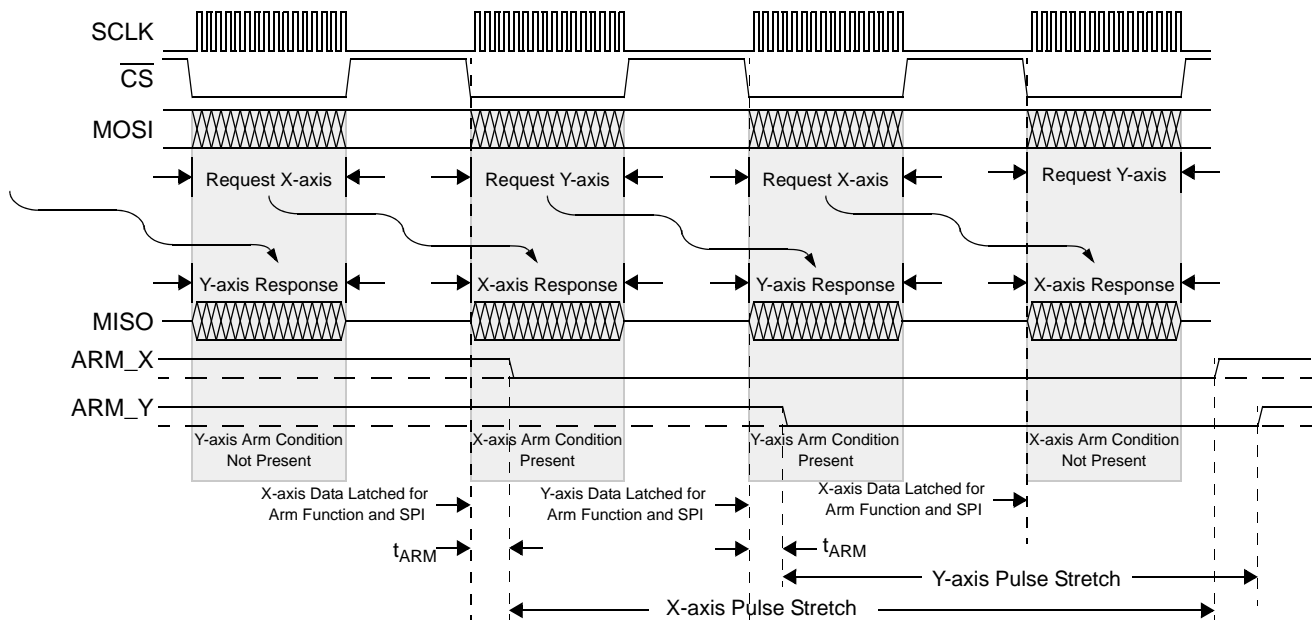 SCLK
CS
MOSI
Request X-axis
Request Y-axis
Request X-axis
Request Y-axis
Y-axis Response
X-axis Response
Y-axis Response
X-axis Response
MISO
ARM_X
ARM_Y
Y-axis Arm Condition
Not Present
X-axis Arm Condition
Present
Y-axis Arm Condition
Present
X-axis Arm Condition
Not Present
X-axis Data Latched for
Arm Function and SPI
Y-axis Data Latched for
Arm Function and SPI
X-axis Data Latched for
Arm Function and SPI
tARM
tARM
Y-axis Pulse Stretch
X-axis Pulse Stretch